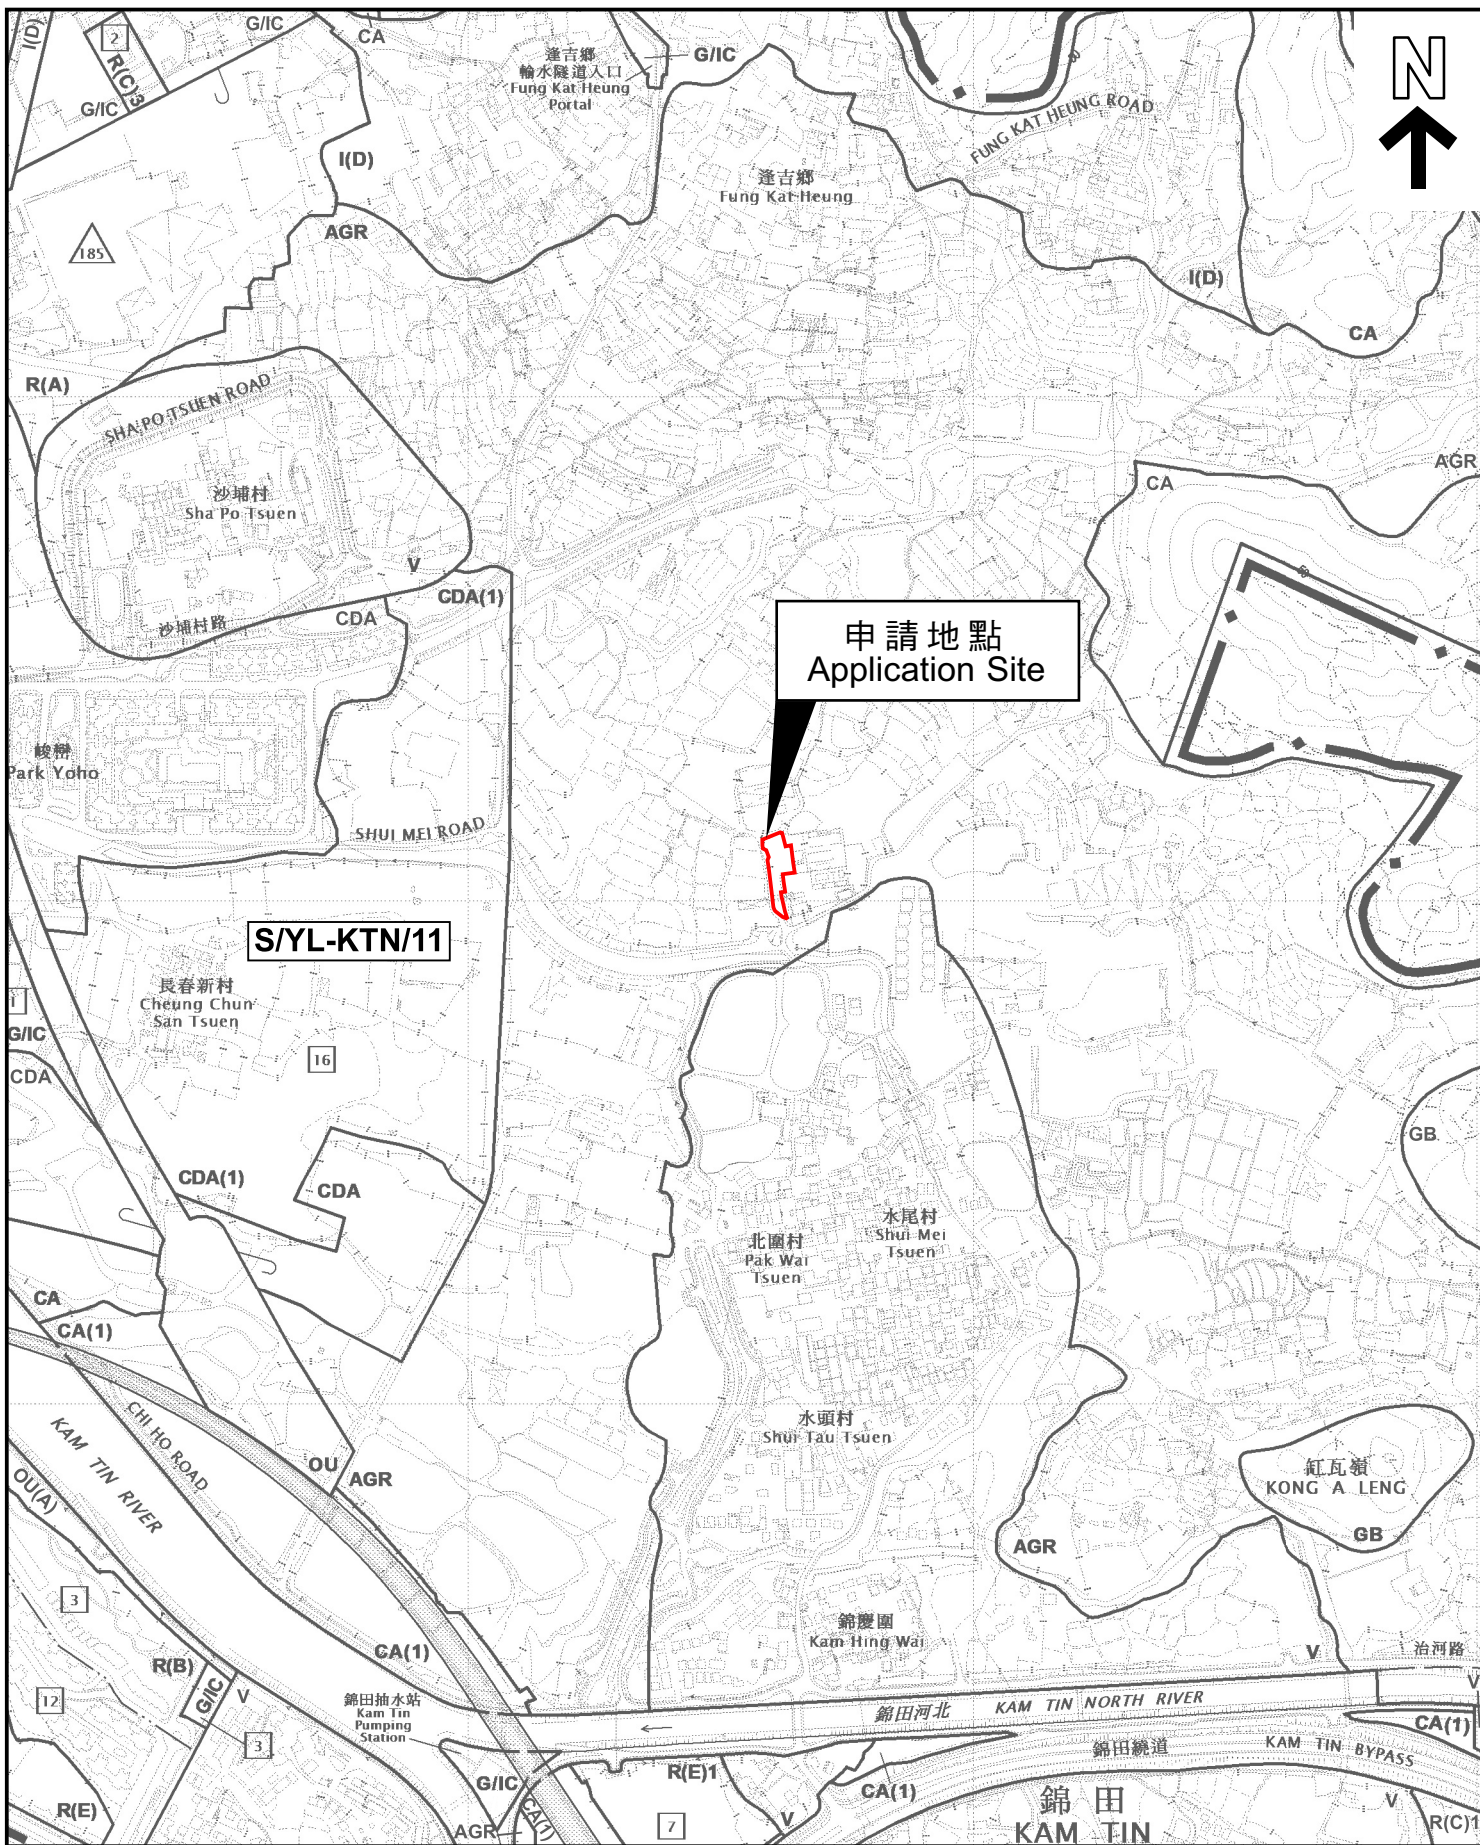 I(D)
2
R(C)3
G/IC
G/IC
CA
逢吉鄉
輸水隧道入口
Fung Kat Heung
Portal
G/IC
50
FUNG KAT HEUNG ROAD
N
I(D)
逢吉鄉
Fung Kat Heung
185
AGR
I(D)
CA
R(A)
SHA PO TSUEN ROAD
沙埔村
Sha Po Tsuen
CA
AGR
V
CDA(1)
CDA
沙埔村路
50
申請地點
Application Site
峻巒
Park Yoho
SHUI MEI ROAD
S/YL-KTN/11
長春新村
Cheung Chun
San Tsuen
1
G/IC
CDA
16
GB
CDA(1)
CDA
水尾村
Shui Mei
Tsuen
北圍村
Pak Wai
Tsuen
CA
CA(1)
CHI HO ROAD
KAM TIN RIVER
水頭村
Shui Tau Tsuen
OU
AGR
OU(A)
缸瓦嶺
KONG A LENG
GB
AGR
3
錦慶圍
Kam Hing Wai
CA(1)
V
治河路
R(B)
G/IC
V
12
3
錦田抽水站
Kam Tin
Pumping
Station
錦田河北
KAM TIN NORTH RIVER
V
CA(1)
錦田繞道
KAM TIN BYPASS
G/IC
R(E)1
CA(1)
錦田
KAM TIN
R(E)
AGR
CA(1)
7
V
V
R(C)1